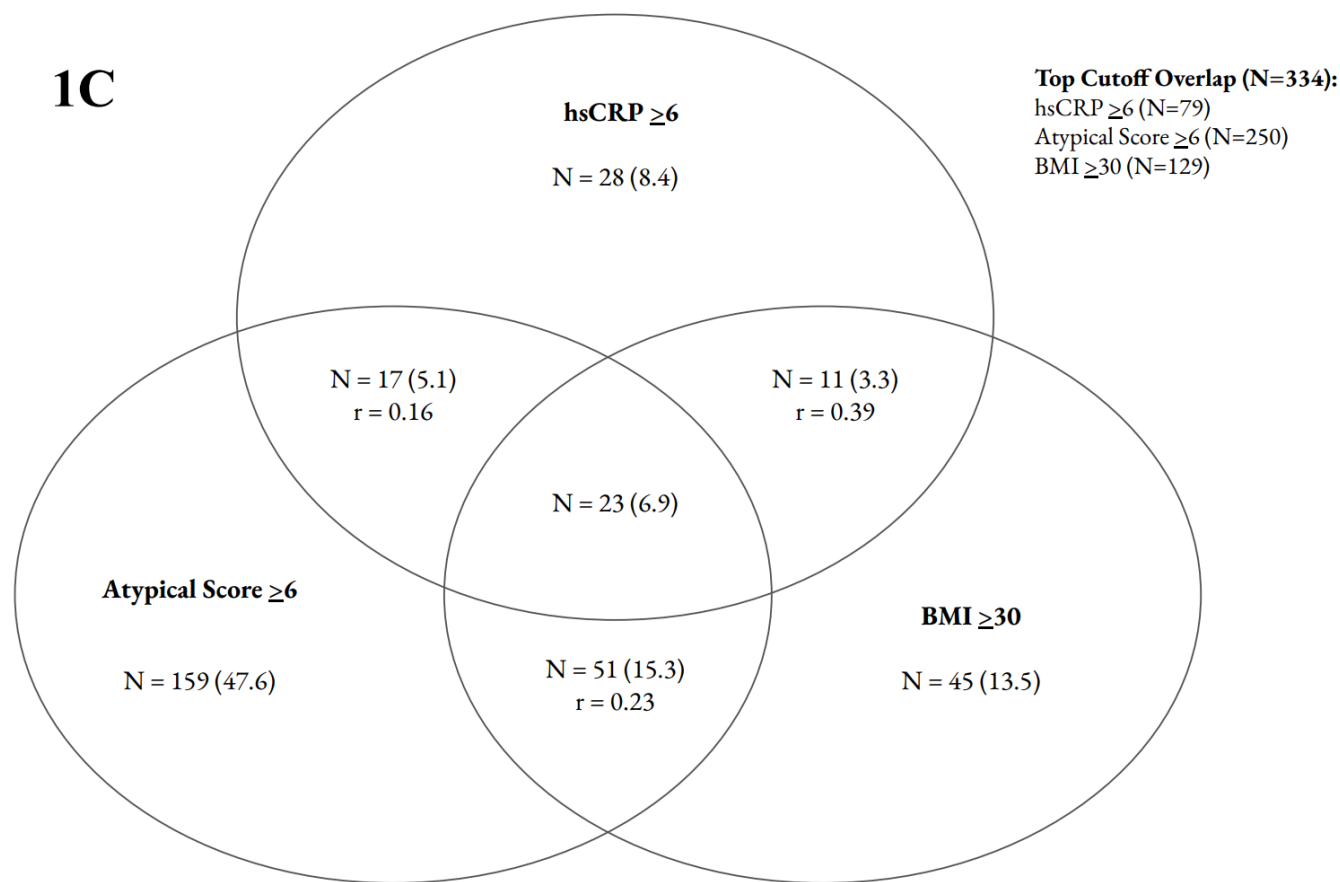 1C
Top Cutoff Overlap (N=334):
hsCRP ≥6 (N=79)
Atypical Score ≥6 (N=250)
BMI ≥30 (N=129)
hsCRP ≥6
N = 28 (8.4)
N = 17 (5.1)
r = 0.16
N = 11 (3.3)
r = 0.39
N = 23 (6.9)
Atypical Score ≥6
N = 159 (47.6)
BMI ≥30
N = 45 (13.5)
N = 51 (15.3)
r = 0.23